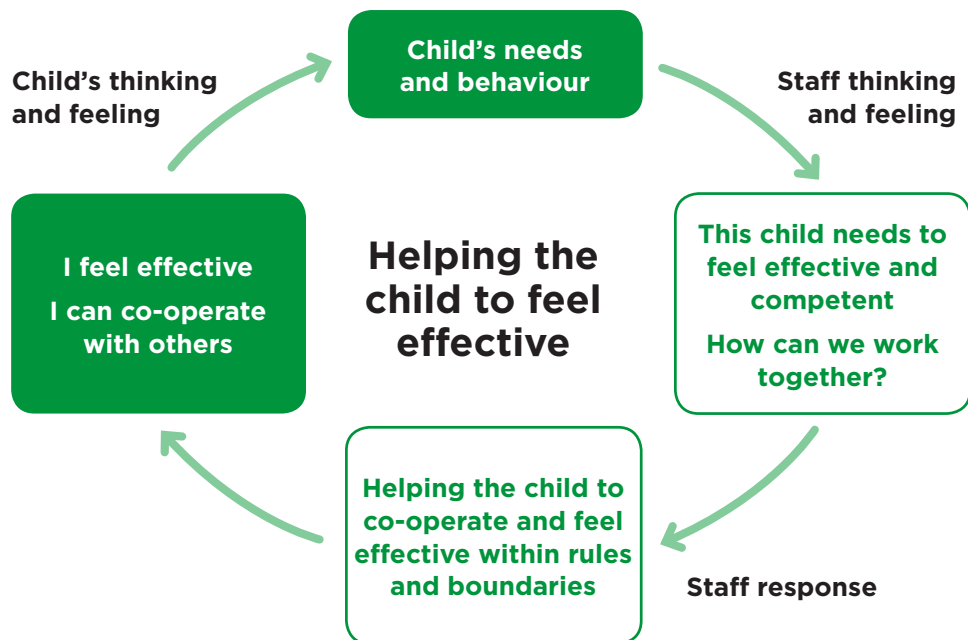 Child’s needs
and behaviour
Child’s thinking
and feeling
Staff thinking
and feeling
I feel effective
I can co-operate
with others
Helping the
child to feel
effective
This child needs to
feel effective and
competent
How can we work
together?
Helping the child to
co-operate and feel
effective within rules
and boundaries
Staff response